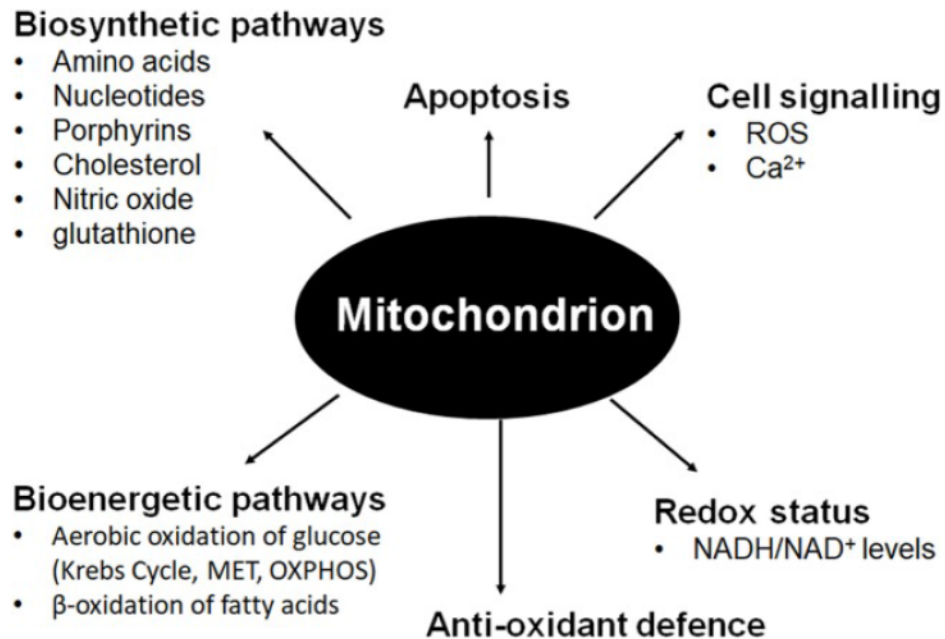 Biosynthetic pathways
• Amino acids
• Nucleotides
• Porphyrins
• Cholesterol
• Nitric oxide
• glutathione
Apoptosis
Cell signalling
• ROS
• Ca²⁺
Mitochondrion
Bioenergetic pathways
• Aerobic oxidation of glucose
(Krebs Cycle, MET, OXPHOS)
• β-oxidation of fatty acids
Anti-oxidant defence
Redox status
• NADH/NAD⁺ levels